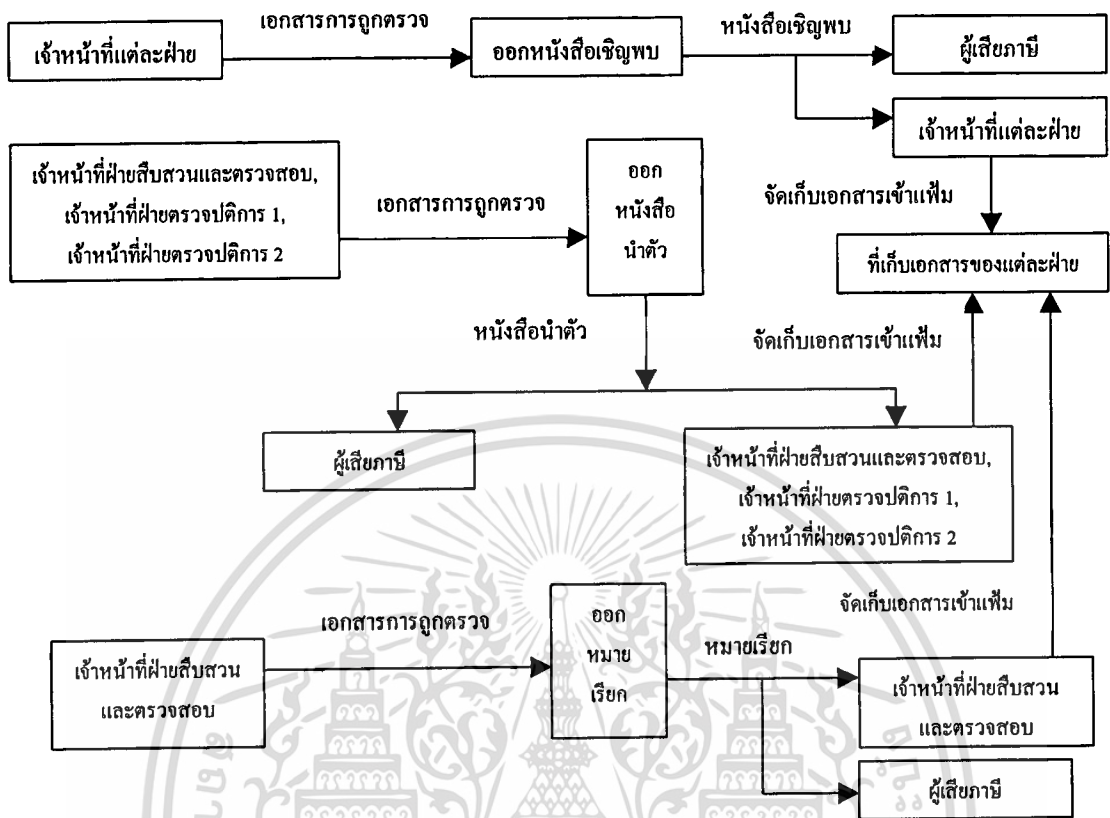 เอกสารการถูกตรวจ
หนังสือเชิญพบ
เจ้าหน้าที่แต่ละฝ่าย
ออกหนังสือเชิญพบ
ผู้เสียภาษี
เจ้าหน้าที่แต่ละฝ่าย
เจ้าหน้าที่ฝ่ายสืบสวนและตรวจสอบ,
เจ้าหน้าที่ฝ่ายตรวจปติการ 1,
เจ้าหน้าที่ฝ่ายตรวจปติการ 2
เอกสารการถูกตรวจ
ออก
หนังสือ
นำตัว
จัดเก็บเอกสารเข้าแฟ้ม
ที่เก็บเอกสารของแต่ละฝ่าย
หนังสือนำตัว
จัดเก็บเอกสารเข้าแฟ้ม
ผู้เสียภาษี
เจ้าหน้าที่ฝ่ายสืบสวนและตรวจสอบ,
เจ้าหน้าที่ฝ่ายตรวจปติการ 1,
เจ้าหน้าที่ฝ่ายตรวจปติการ 2
จัดเก็บเอกสารเข้าแฟ้ม
เอกสารการถูกตรวจ
เจ้าหน้าที่ฝ่ายสืบสวน
และตรวจสอบ
ออก
หมาย
เรียก
หมายเรียก
เจ้าหน้าที่ฝ่ายสืบสวน
และตรวจสอบ
ผู้เสียภาษี